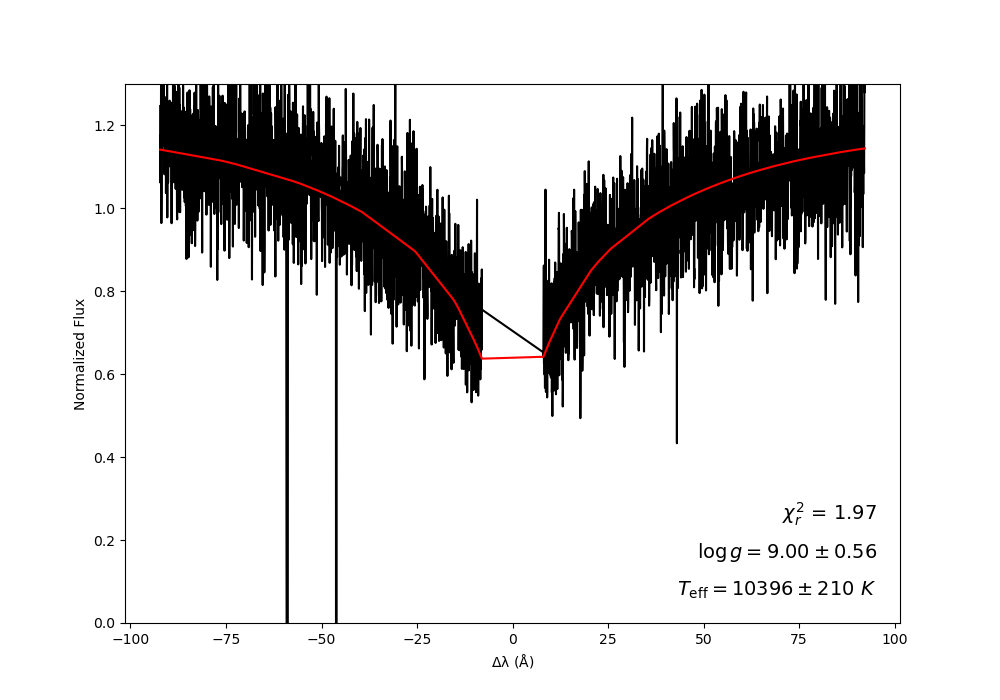 1.2
1.0
0.8
0.6
0.4
0.2
0.0
Normalized Flux
χ²ᵣ = 1.97
log g = 9.00 ± 0.56
T_eff = 10396 ± 210 K
−100 −75 −50 −25 0 25 50 75 100
Δλ (Å)